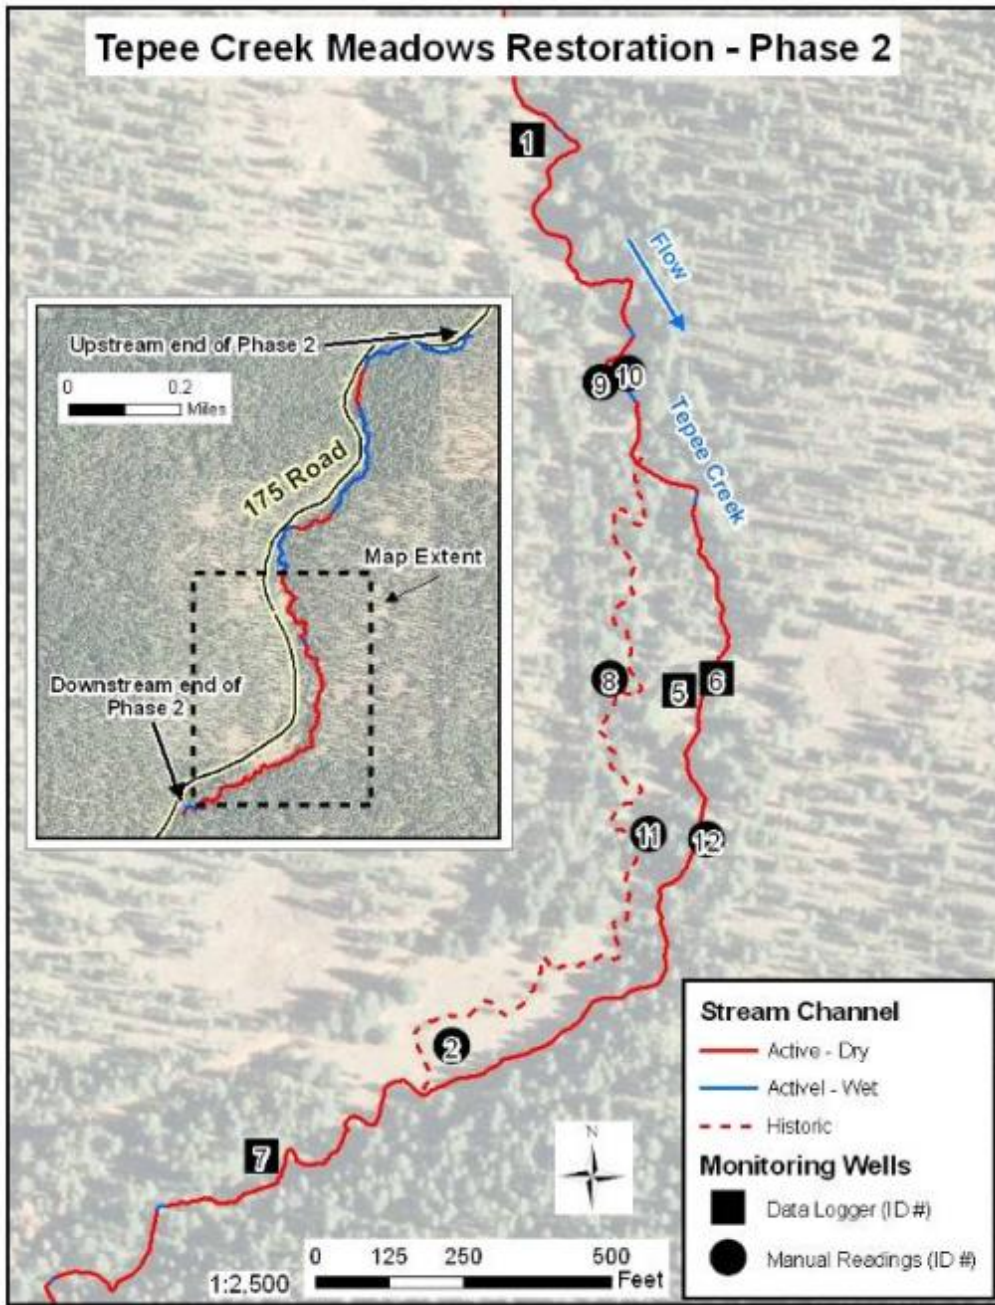 Tepee Creek Meadows Restoration - Phase 2
1
Flow
9
10
Tepee Creek
Upstream end of Phase 2
0 0.2
Miles
175 Road
Map Extent
Downstream end of
Phase 2
8
5
6
11
12
2
7
N
0 125 250 500
Feet
1:2,500
Stream Channel
Active - Dry
Activel - Wet
Historic
Monitoring Wells
Data Logger (ID #)
Manual Readings (ID #)